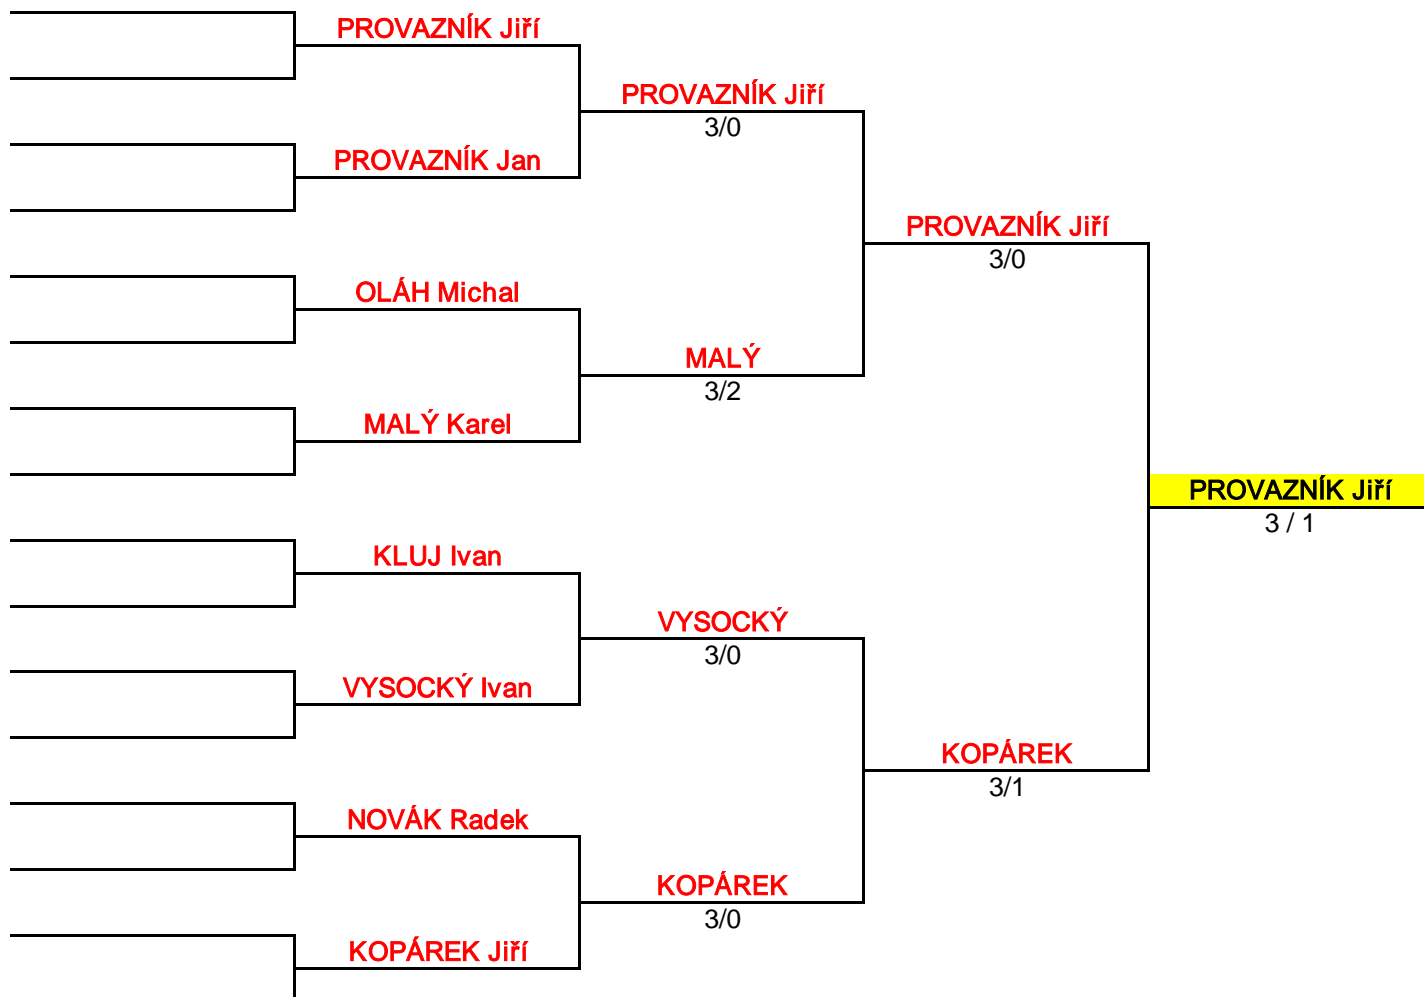 PROVAZNÍK Jiří
PROVAZNÍK Jiří
3/0
PROVAZNÍK Jan
PROVAZNÍK Jiří
3/0
OLÁH Michal
MALÝ
3/2
MALÝ Karel
PROVAZNÍK Jiří
3 / 1
KLUJ Ivan
VYSOCKÝ
3/0
VYSOCKÝ Ivan
KOPÁREK
3/1
NOVÁK Radek
KOPÁREK
3/0
KOPÁREK Jiří